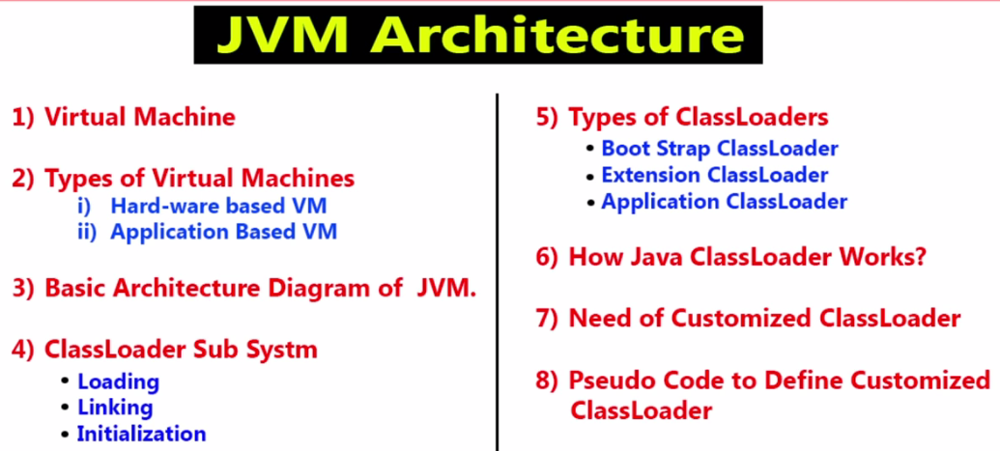 JVM Architecture
1) Virtual Machine
2) Types of Virtual Machines
i) Hard-ware based VM
ii) Application Based VM
3) Basic Architecture Diagram of JVM.
4) ClassLoader Sub Systm
• Loading
• Linking
• Initialization
5) Types of ClassLoaders
• Boot Strap ClassLoader
• Extension ClassLoader
• Application ClassLoader
6) How Java ClassLoader Works?
7) Need of Customized ClassLoader
8) Pseudo Code to Define Customized
ClassLoader